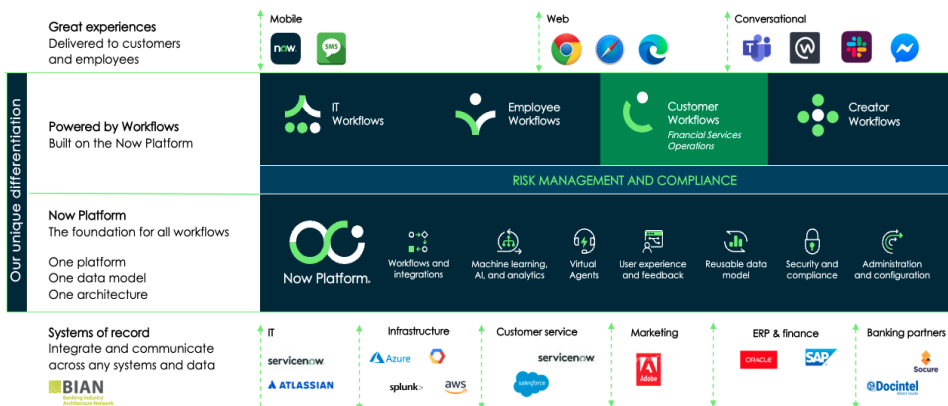 Great experiences
Delivered to customers
and employees
Mobile
now.
SMS
Web
Conversational
Our unique differentiation
Powered by Workflows
Built on the Now Platform
IT
Workflows
Employee
Workflows
Customer
Workflows
Financial Services
Operations
Creator
Workflows
RISK MANAGEMENT AND COMPLIANCE
Now Platform
The foundation for all workflows
One platform
One data model
One architecture
Now Platform.
Workflows and
integrations
Machine learning,
AI, and analytics
Virtual
Agents
User experience
and feedback
Reusable data
model
Security and
compliance
Administration
and configuration
Systems of record
Integrate and communicate
across any systems and data
BIAN
Banking Industry
Architecture Network
IT
servicenow
ATLASSIAN
Infrastructure
Azure
splunk>
aws
Customer service
servicenow
salesforce
Marketing
Adobe
ERP & finance
ORACLE
SAP
Banking partners
Socure
Docintel